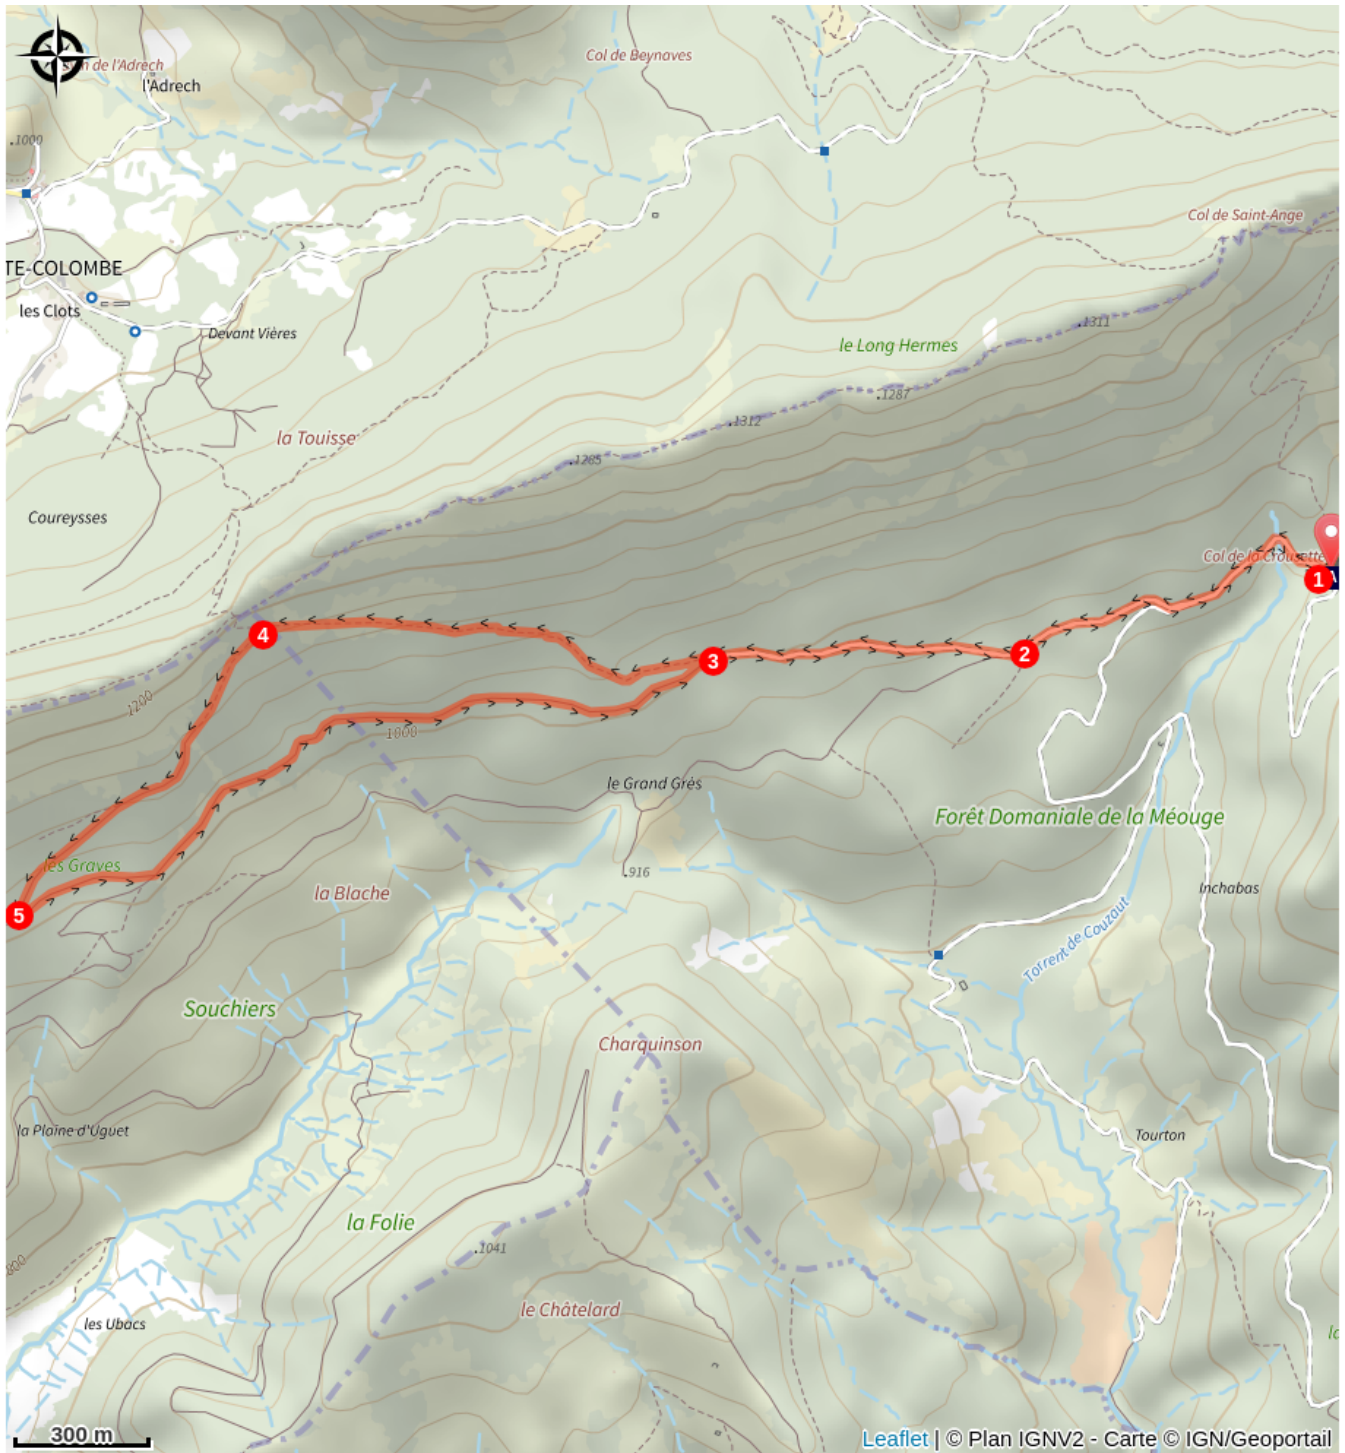 Col de Beynaves
l'Adrech
.1000
Col de Saint-Ange
TE-COLOMBE
les Clots
.1311
Devant Vières
le Long Hermes
.1287
.1312
la Touisse
.1265
Coureysses
Col de la Crousette
1
4
2
3
1200
1000
le Grand Grès
Forêt Domaniale de la Méouge
les Graves
.916
la Blache
Inchabas
5
Torrent de Couzaut
Souchiers
Charquinson
la Plaine d'Uguet
Tourton
la Folie
.1041
800
le Châtelard
les Ubacs
300 m
Leaflet | © Plan IGNV2 - Carte © IGN/Geoportail